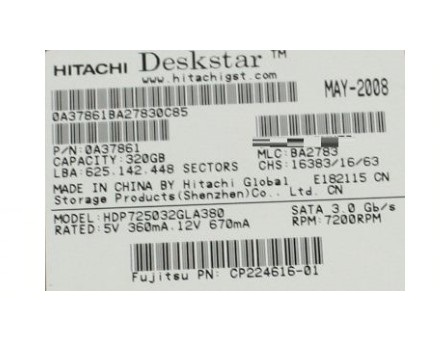 HITACHI Deskstar™
www.hitachigst.com
MAY-2008
0A37861BA27830C85
P/N:0A37861
CAPACITY:320GB MLC:BA2783
LBA:625.142.448 SECTORS CHS:16383/16/63
MADE IN CHINA BY Hitachi Global E182115 CN
Storage Products(Shenzhen)Co., Ltd. CN
MODEL:HDP725032GLA380 SATA 3.0 Gb/s
RATED:5V 360mA.12V 670mA RPM:7200RPM
Fujitsu PN: CP224616-01